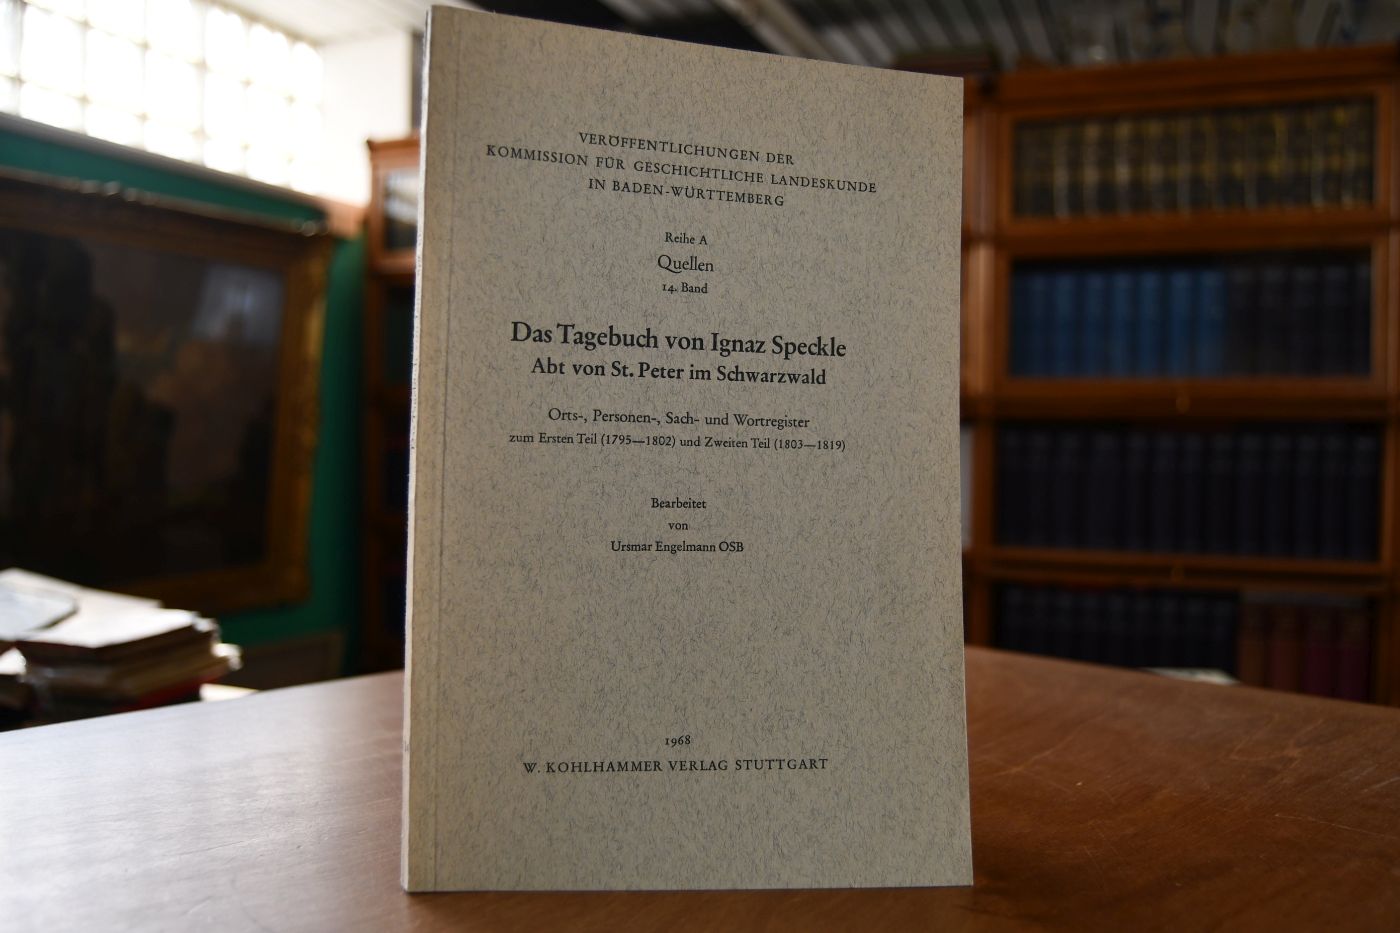 VERÖFFENTLICHUNGEN DER
KOMMISSION FÜR GESCHICHTLICHE LANDESKUNDE
IN BADEN-WÜRTTEMBERG
Reihe A
Quellen
14. Band
Das Tagebuch von Ignaz Speckle
Abt von St. Peter im Schwarzwald
Orts-, Personen-, Sach- und Wortregister
zum Ersten Teil (1795—1802) und Zweiten Teil (1803—1819)
Bearbeitet
von
Ursmar Engelmann OSB
1968
W. KOHLHAMMER VERLAG STUTTGART